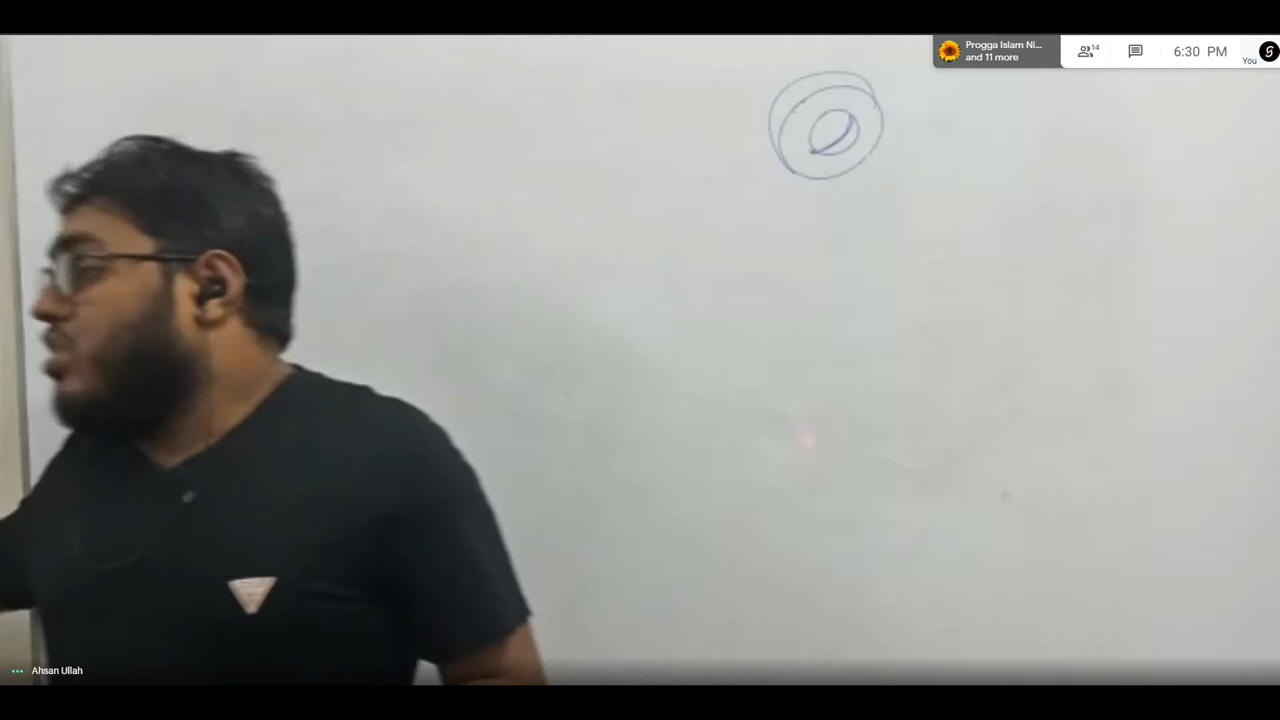 Progga Islam Ni...
and 11 more
14
6:30 PM
You
Ahsan Ullah